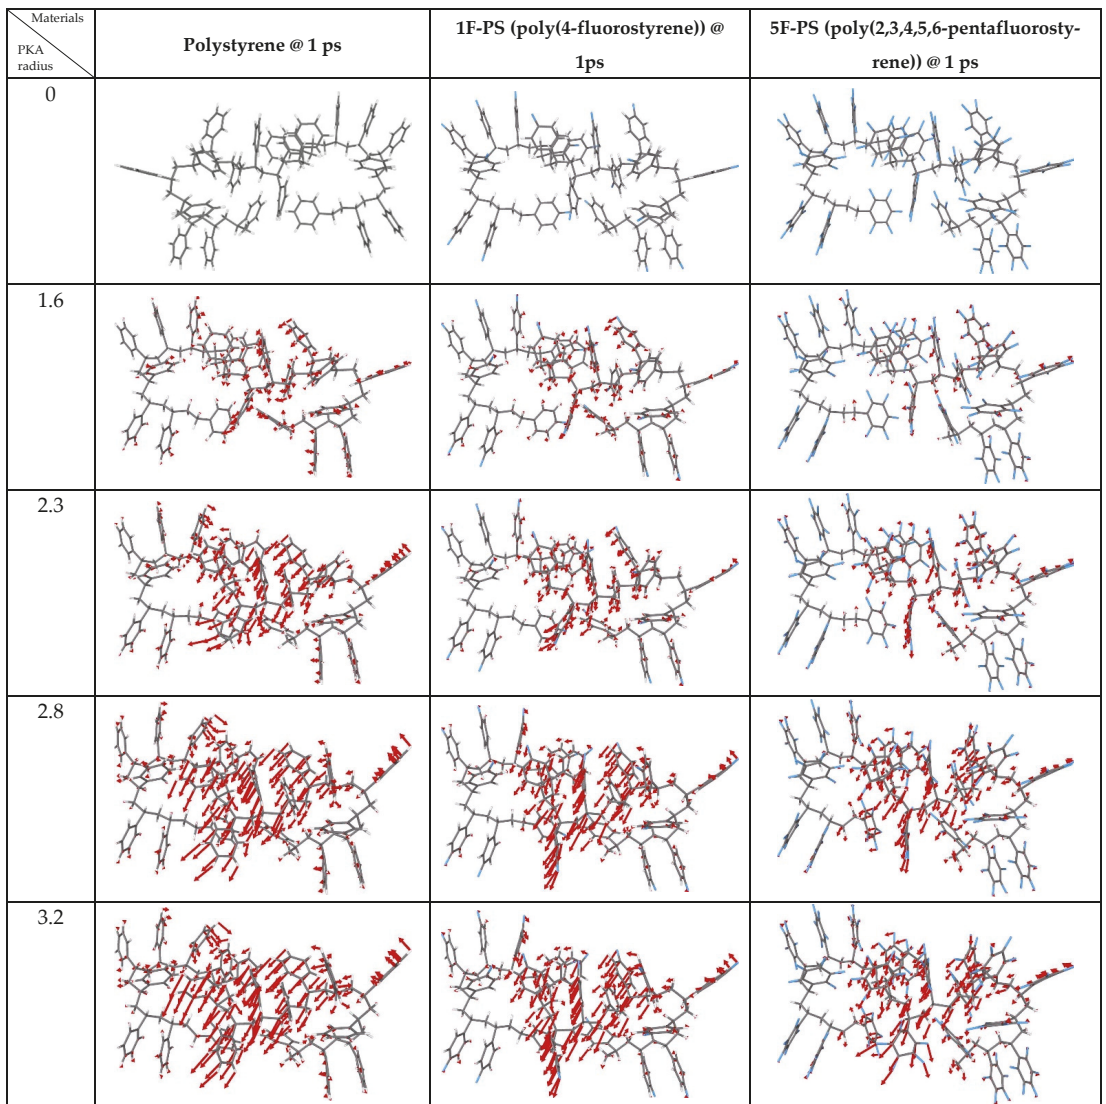 Materials
PKA
radius
Polystyrene @ 1 ps
1F-PS (poly(4-fluorostyrene)) @
1ps
5F-PS (poly(2,3,4,5,6-pentafluorosty-
rene)) @ 1 ps
0
1.6
2.3
2.8
3.2